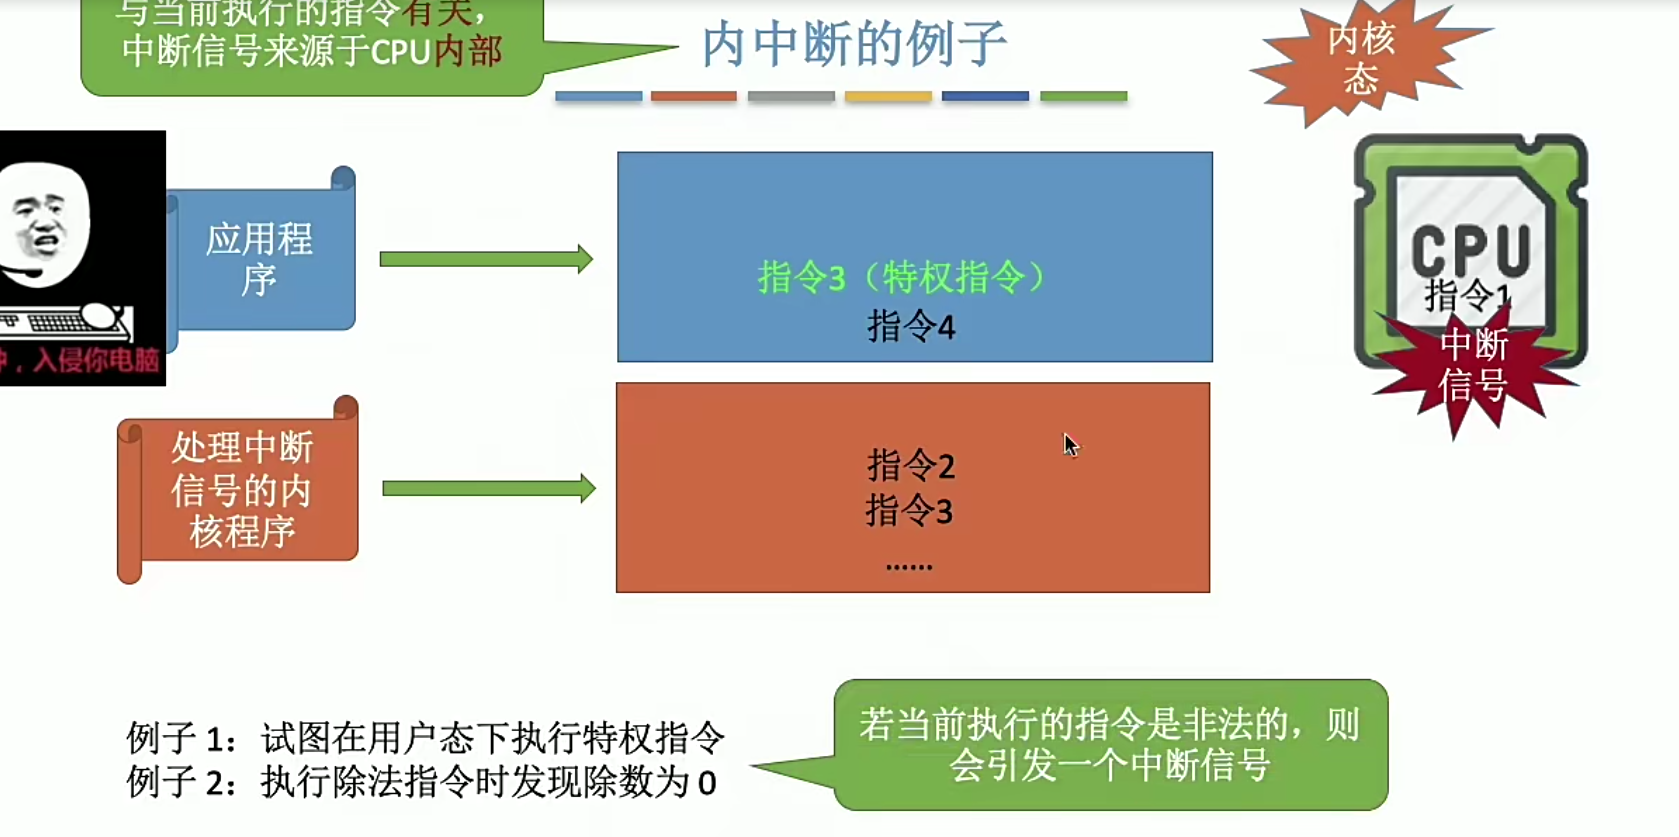 与当前执行的指令有关，
中断信号来源于CPU内部
内中断的例子
内核
态
应用程
序
指令3（特权指令）
指令4
CPU
指令1
中断
信号
，入侵你电脑
处理中断
信号的内
核程序
指令2
指令3
......
例子 1：试图在用户态下执行特权指令
例子 2：执行除法指令时发现除数为 0
若当前执行的指令是非法的，则
会引发一个中断信号